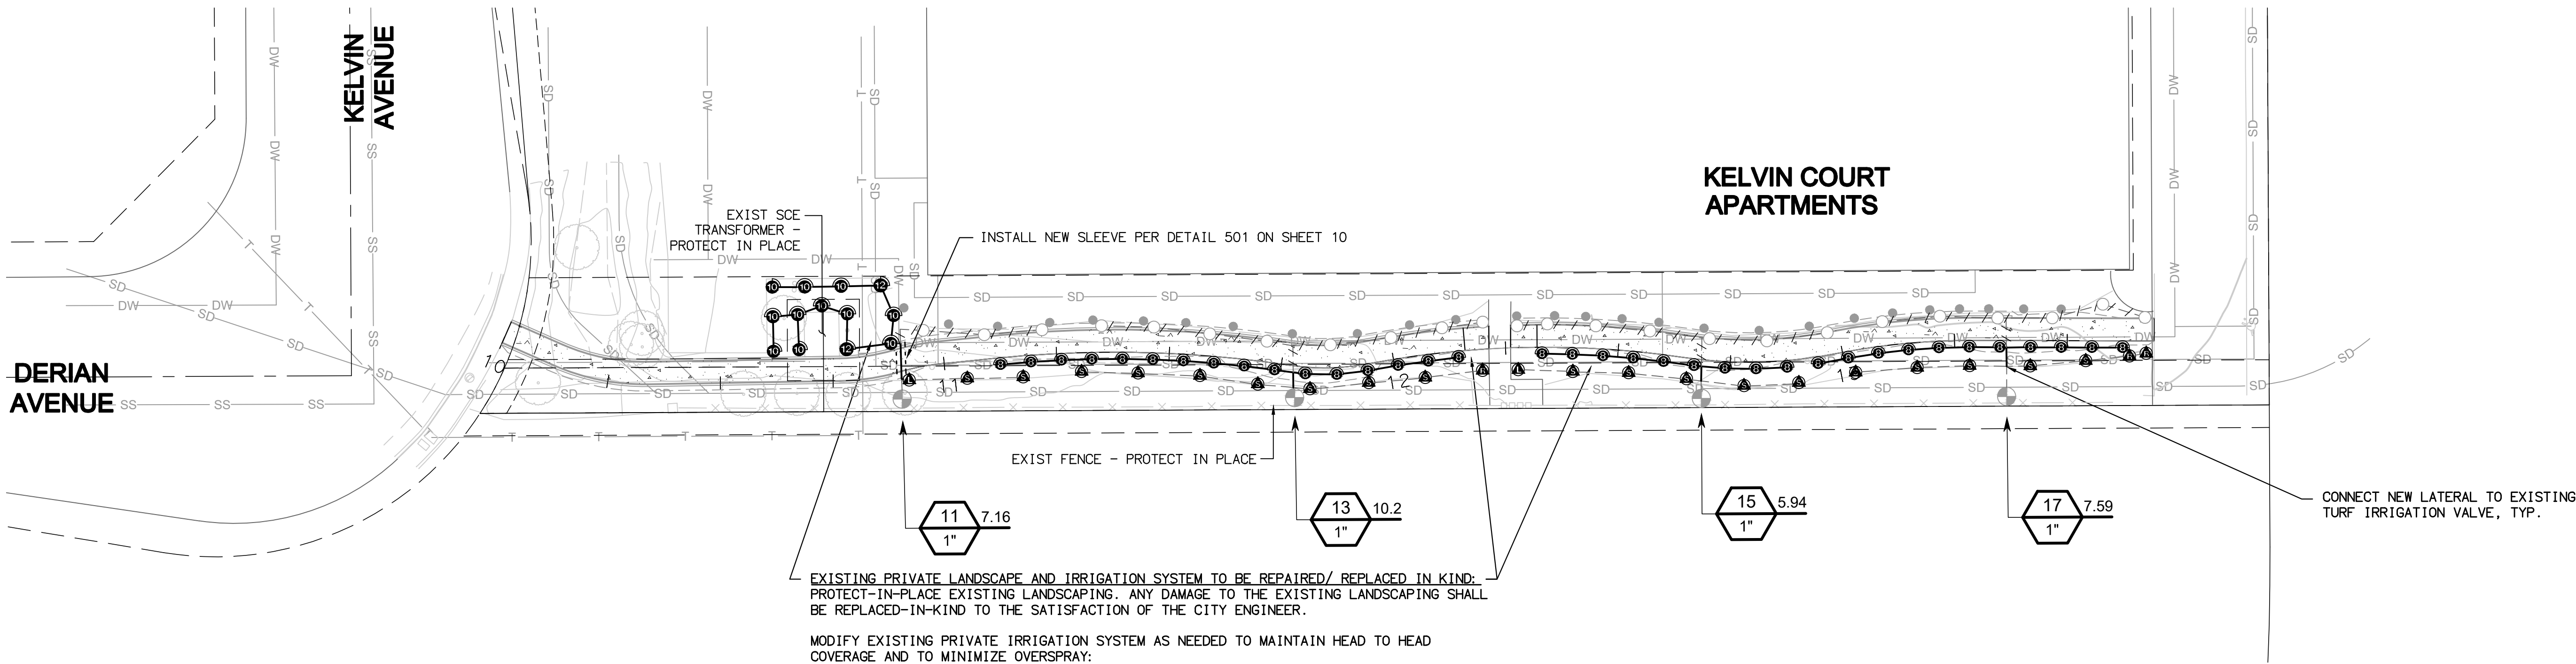 KELVIN
AVENUE
DERIAN
AVENUE
KELVIN COURT
APARTMENTS
EXIST SCE
TRANSFORMER -
PROTECT IN PLACE
INSTALL NEW SLEEVE PER DETAIL 501 ON SHEET 10
EXIST FENCE - PROTECT IN PLACE
10
11
12
11 7.16
1"
13 10.2
1"
15 5.94
1"
17 7.59
1"
CONNECT NEW LATERAL TO EXISTING
TURF IRRIGATION VALVE, TYP.
EXISTING PRIVATE LANDSCAPE AND IRRIGATION SYSTEM TO BE REPAIRED/ REPLACED IN KIND:
PROTECT-IN-PLACE EXISTING LANDSCAPING. ANY DAMAGE TO THE EXISTING LANDSCAPING SHALL
BE REPLACED-IN-KIND TO THE SATISFACTION OF THE CITY ENGINEER.
MODIFY EXISTING PRIVATE IRRIGATION SYSTEM AS NEEDED TO MAINTAIN HEAD TO HEAD
COVERAGE AND TO MINIMIZE OVERSPRAY: